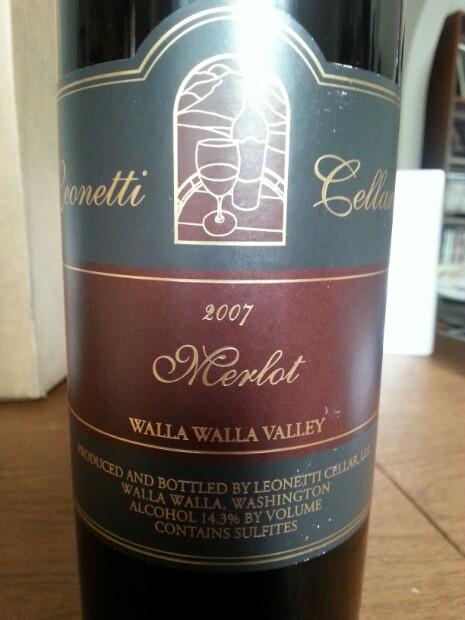 Leonetti Cellar
2007
Merlot
WALLA WALLA VALLEY
PRODUCED AND BOTTLED BY LEONETTI CELLAR, LLC
WALLA WALLA, WASHINGTON
ALCOHOL 14.3% BY VOLUME
CONTAINS SULFITES